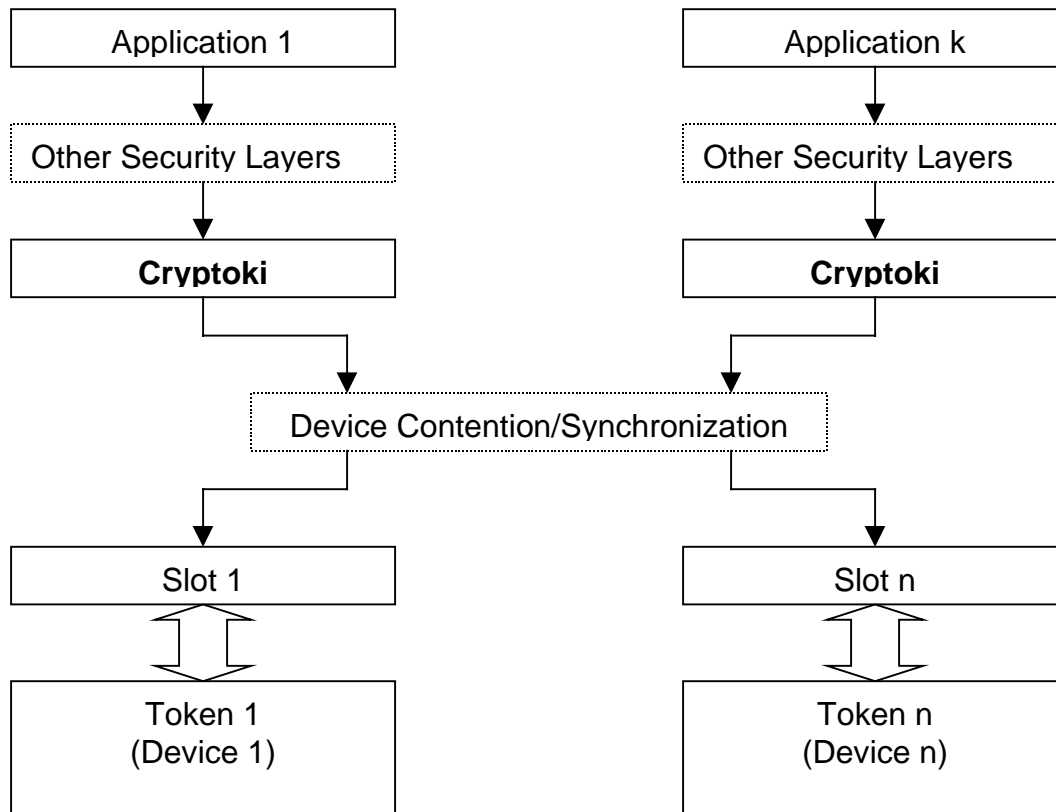 Application 1
Application k
Other Security Layers
Other Security Layers
Cryptoki
Cryptoki
Device Contention/Synchronization
Slot 1
Slot n
Token 1
(Device 1)
Token n
(Device n)